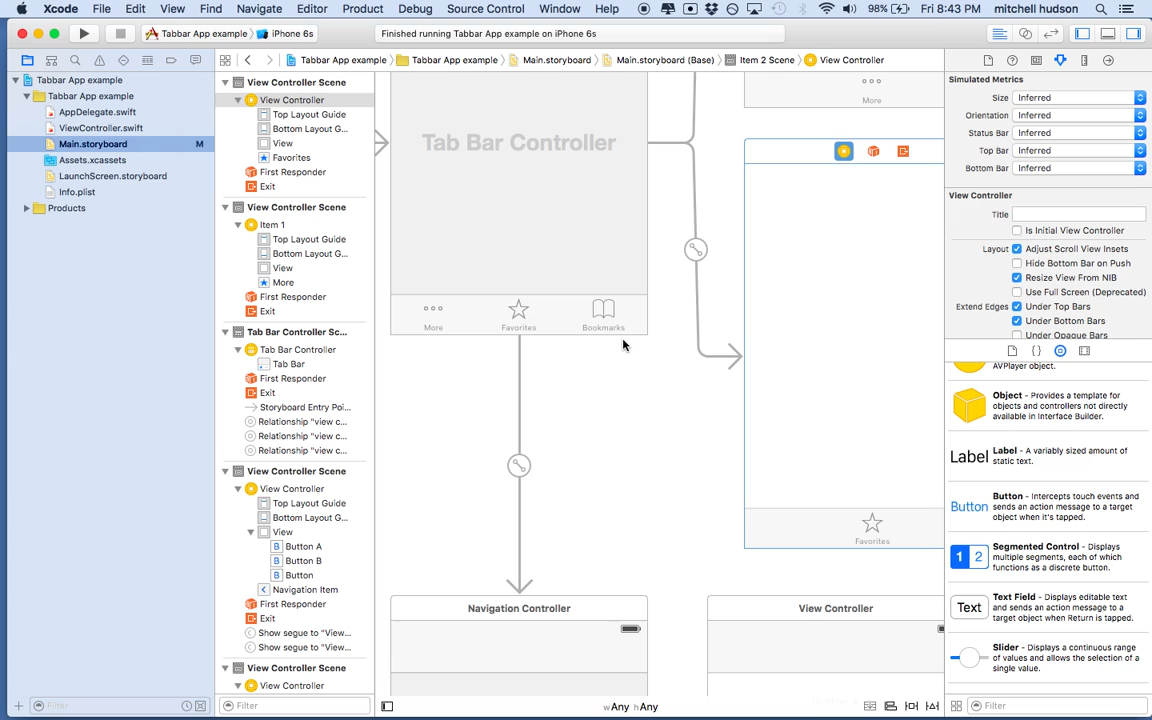 Xcode File Edit View Find Navigate Editor Product Debug Source Control Window Help 98% Fri 8:43 PM mitchell hudson
Tabbar App example iPhone 6s Finished running Tabbar App example on iPhone 6s
Tabbar App example Tabbar App example Main.storyboard Main.storyboard (Base) Item 2 Scene View Controller
Tabbar App example
Tabbar App example
AppDelegate.swift
ViewController.swift
Main.storyboard M
Assets.xcassets
LaunchScreen.storyboard
Info.plist
Products
Filter
View Controller Scene
View Controller
Top Layout Guide
Bottom Layout G...
View
Favorites
First Responder
Exit
View Controller Scene
Item 1
Top Layout Guide
Bottom Layout G...
View
More
First Responder
Exit
Tab Bar Controller Sc...
Tab Bar Controller
Tab Bar
First Responder
Exit
Storyboard Entry Poi...
Relationship "view c...
Relationship "view c...
Relationship "view c...
View Controller Scene
View Controller
Top Layout Guide
Bottom Layout G...
View
B Button A
B Button B
B Button
Navigation Item
First Responder
Exit
Show segue to "View...
Show segue to "View...
View Controller Scene
View Controller
Filter
Tab Bar Controller
More Favorites Bookmarks
More
Favorites
Navigation Controller
View Controller
wAny hAny
Simulated Metrics
Size Inferred
Orientation Inferred
Status Bar Inferred
Top Bar Inferred
Bottom Bar Inferred
View Controller
Title
Is Initial View Controller
Layout Adjust Scroll View Insets
Hide Bottom Bar on Push
Resize View From NIB
Use Full Screen (Deprecated)
Extend Edges Under Top Bars
Under Bottom Bars
Under Opaque Bars
AVPlayer object.
Object - Provides a template for
objects and controllers not directly
available in Interface Builder.
Label Label - A variably sized amount of
static text.
Button Button - Intercepts touch events and
sends an action message to a target
object when it's tapped.
1 2 Segmented Control - Displays
multiple segments, each of which
functions as a discrete button.
Text Text Field - Displays editable text
and sends an action message to a
target object when Return is tapped.
Slider - Displays a continuous range
of values and allows the selection of a
single value.
Filter